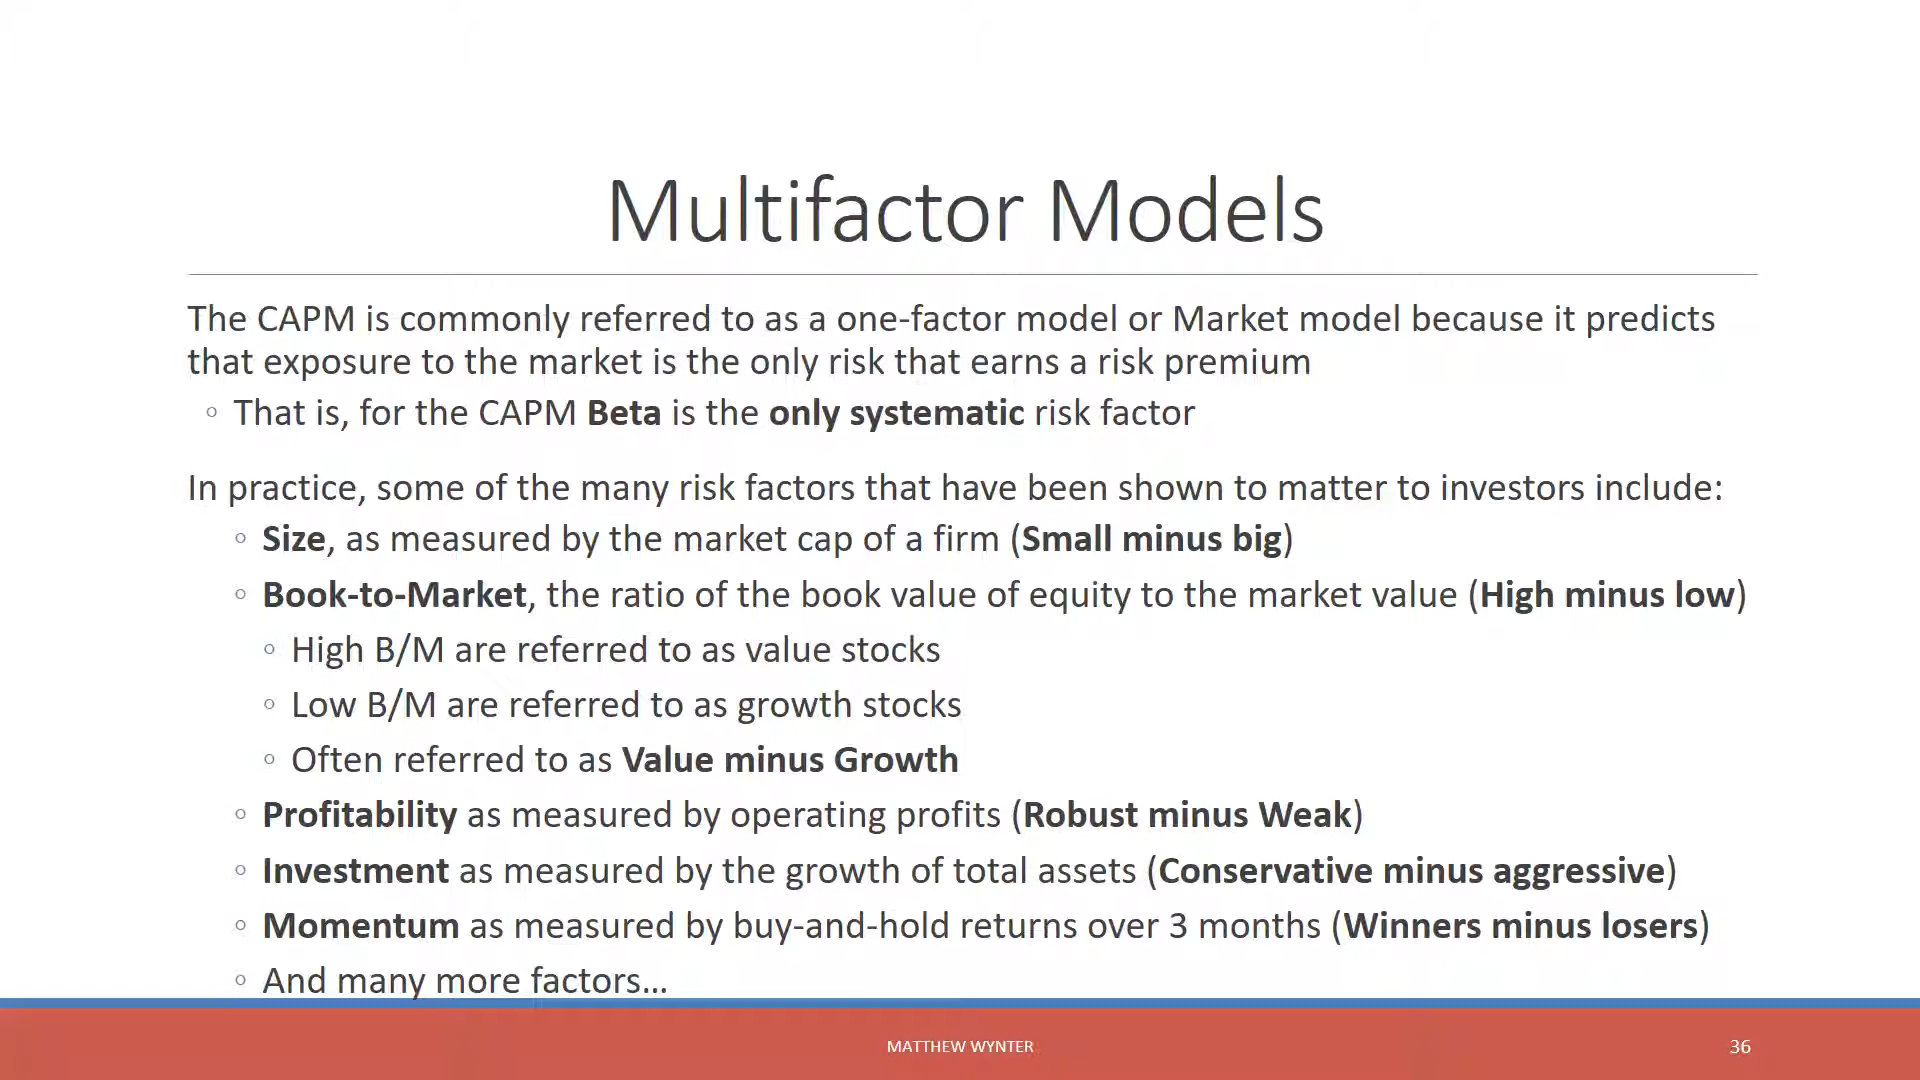 Multifactor Models
The CAPM is commonly referred to as a one-factor model or Market model because it predicts
that exposure to the market is the only risk that earns a risk premium
◦ That is, for the CAPM Beta is the only systematic risk factor
In practice, some of the many risk factors that have been shown to matter to investors include:
◦ Size, as measured by the market cap of a firm (Small minus big)
◦ Book-to-Market, the ratio of the book value of equity to the market value (High minus low)
◦ High B/M are referred to as value stocks
◦ Low B/M are referred to as growth stocks
◦ Often referred to as Value minus Growth
◦ Profitability as measured by operating profits (Robust minus Weak)
◦ Investment as measured by the growth of total assets (Conservative minus aggressive)
◦ Momentum as measured by buy-and-hold returns over 3 months (Winners minus losers)
◦ And many more factors…
MATTHEW WYNTER
36